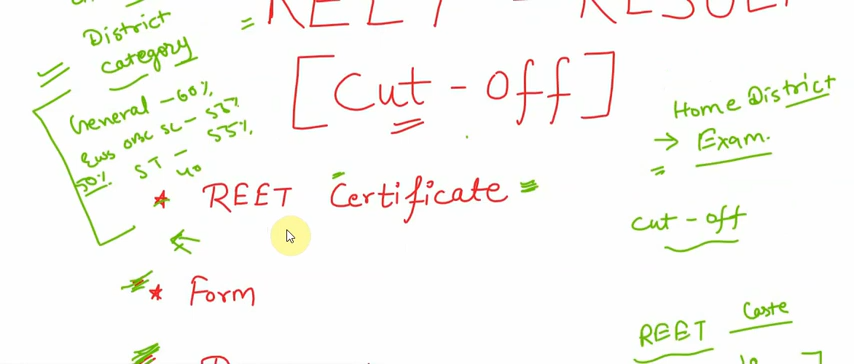 District
category
= REET - RESULT
[Cut-off]
General - 60%
EWS OBC SC - 55%
50% ST - 55%
40
Home District
→ Exam.
=
cut-off
* REET Certificate =
* Form
REET Caste